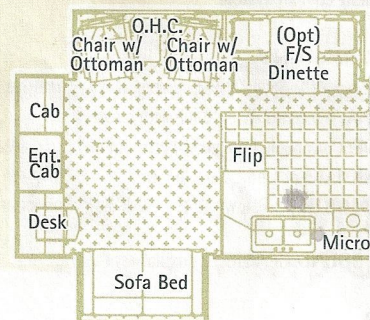 O.H.C.
Chair w/
Ottoman
Chair w/
Ottoman
(Opt)
F/S
Dinette
Cab
Ent.
Cab
Flip
Desk
Micro
Sofa Bed